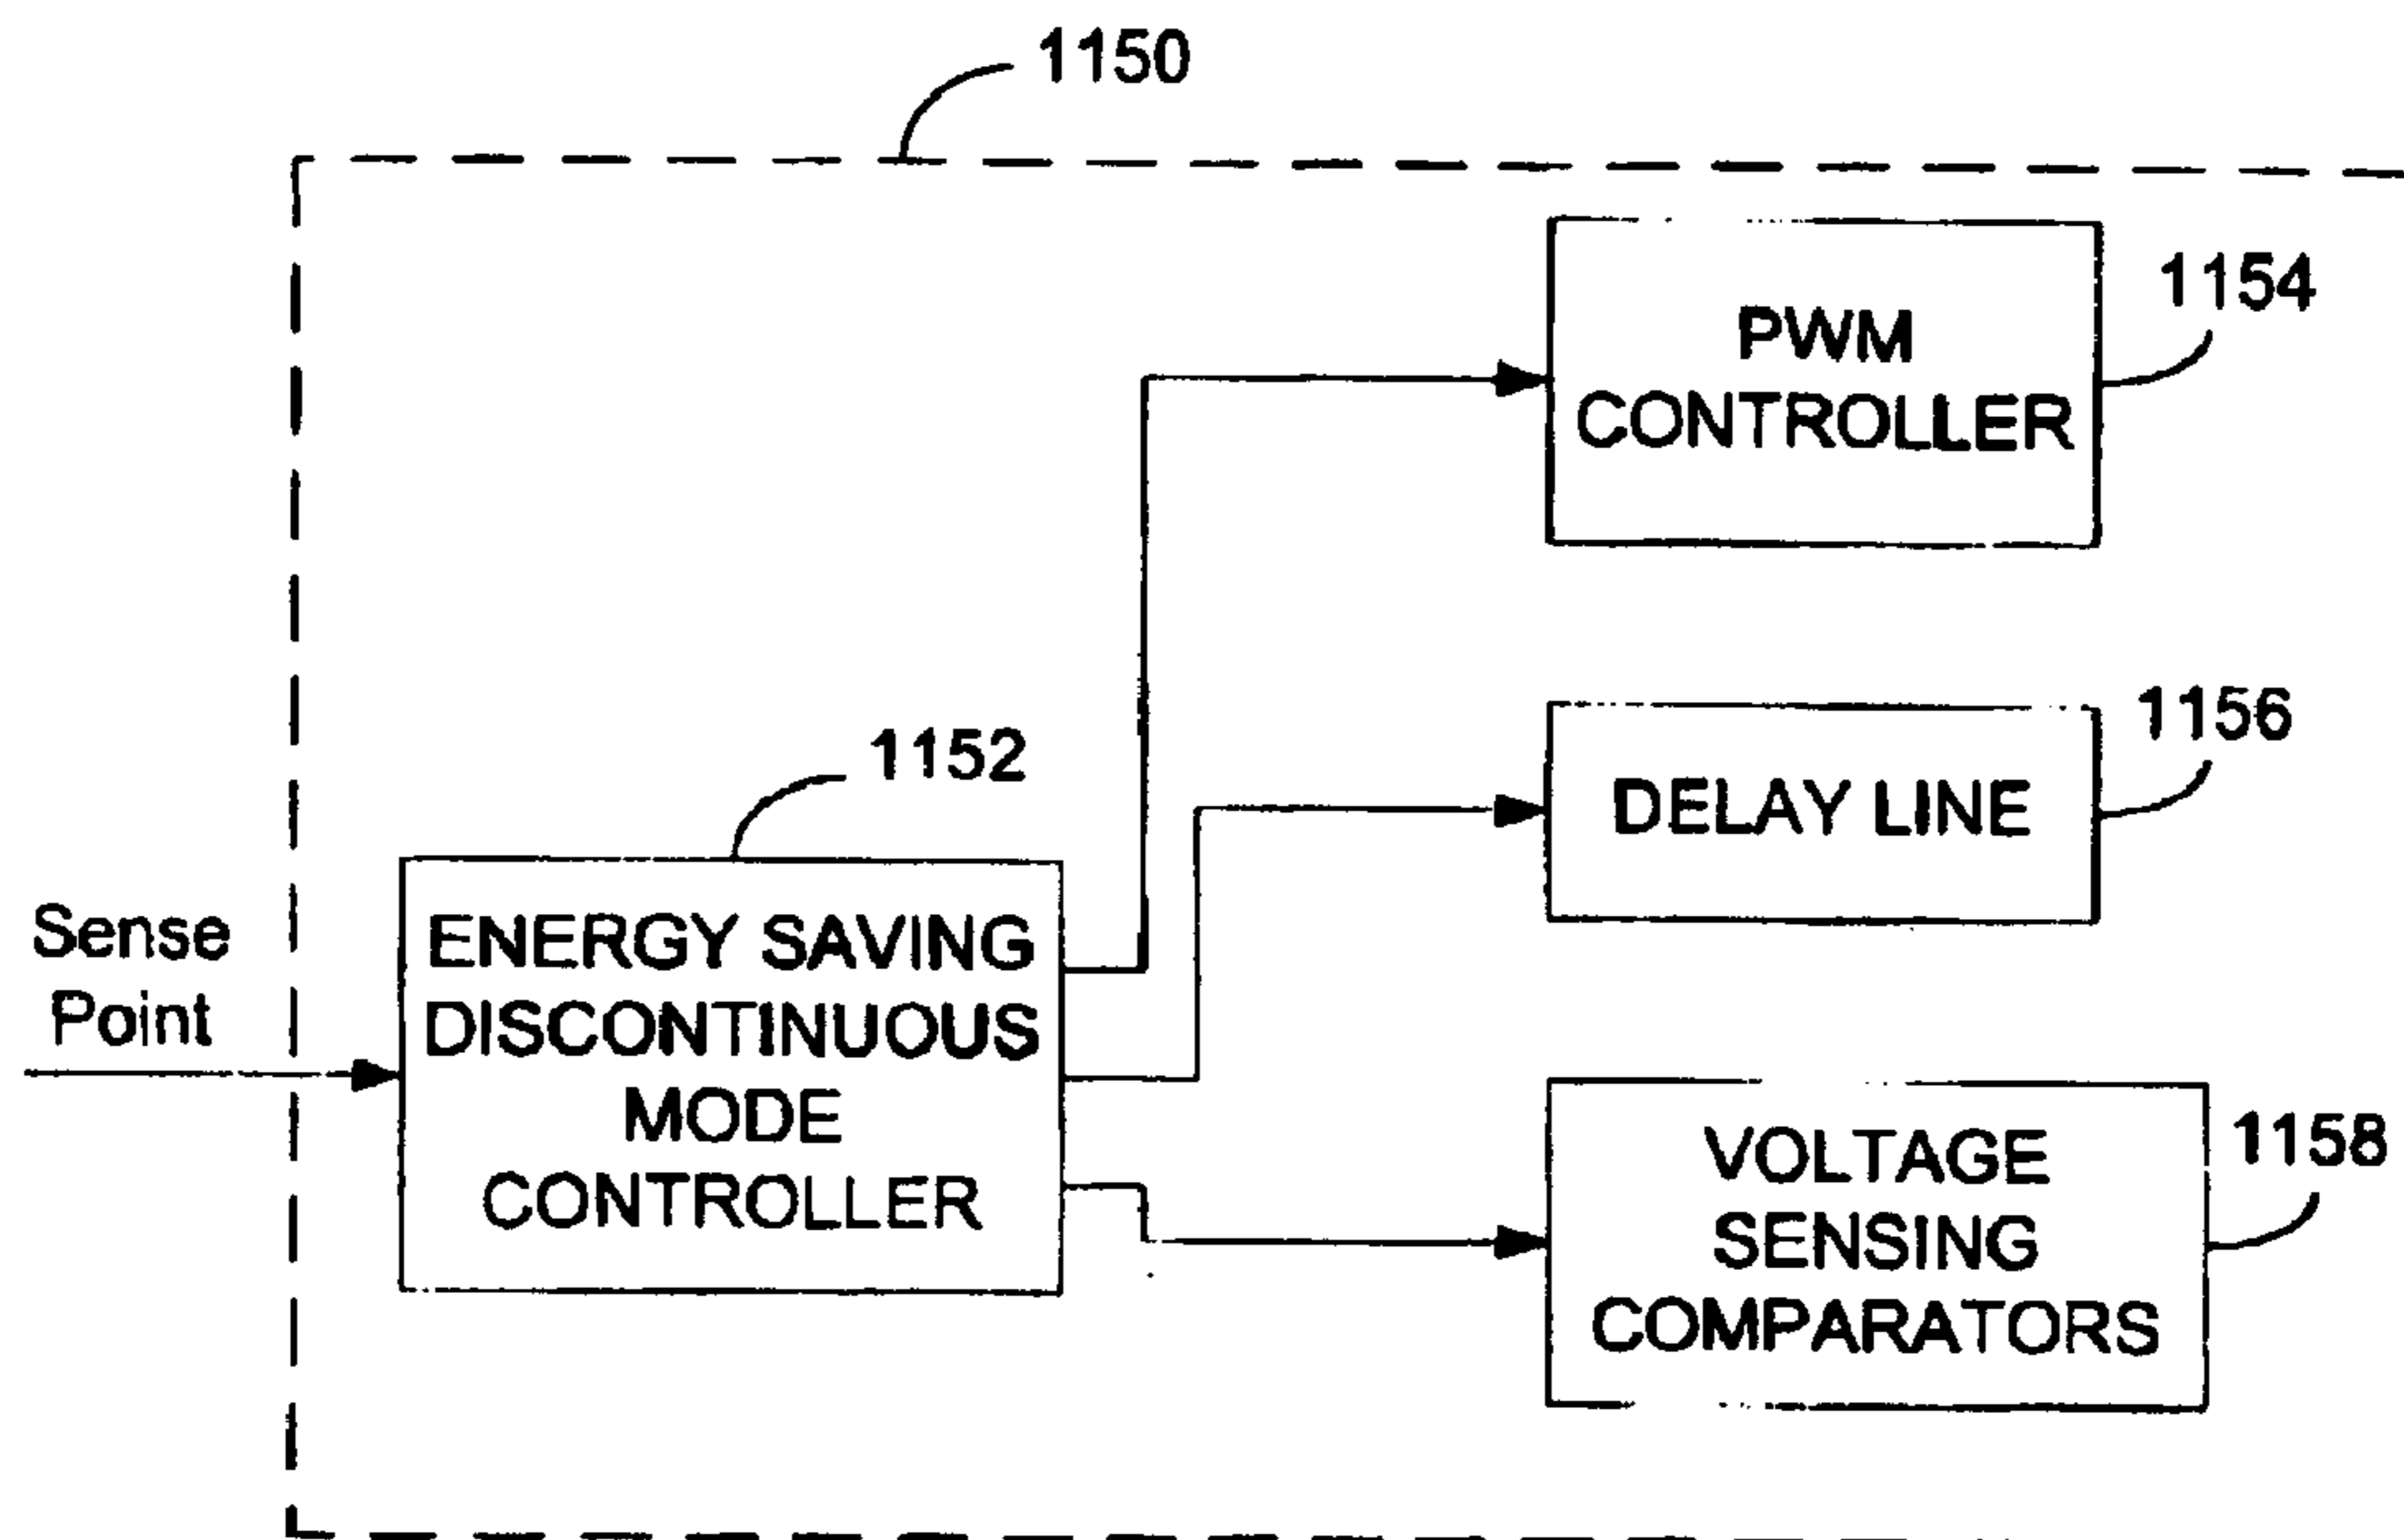 1150
PWM
CONTROLLER
1154
DELAY LINE
1156
1152
Sense
Point
ENERGY SAVING
DISCONTINUOUS
MODE
CONTROLLER
VOLTAGE
SENSING
COMPARATORS
1158